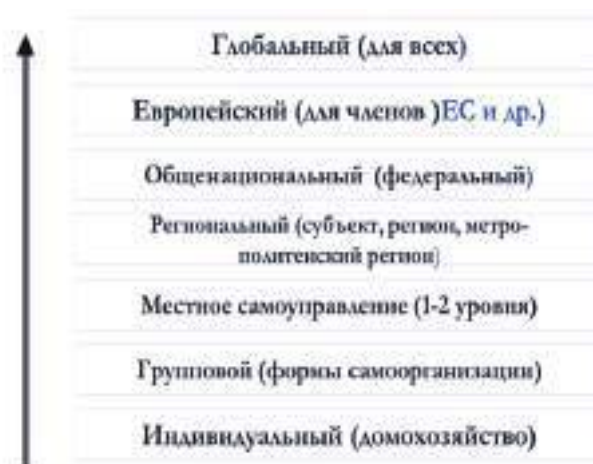 Глобальный (для всех)
Европейский (для членов )ЕС и др.)
Общенациональный (федеральный)
Региональный (субъект, регион, метро-
политенский регион)
Местное самоуправление (1-2 уровня)
Групповой (формы самоорганизации)
Индивидуальный (домохозяйство)